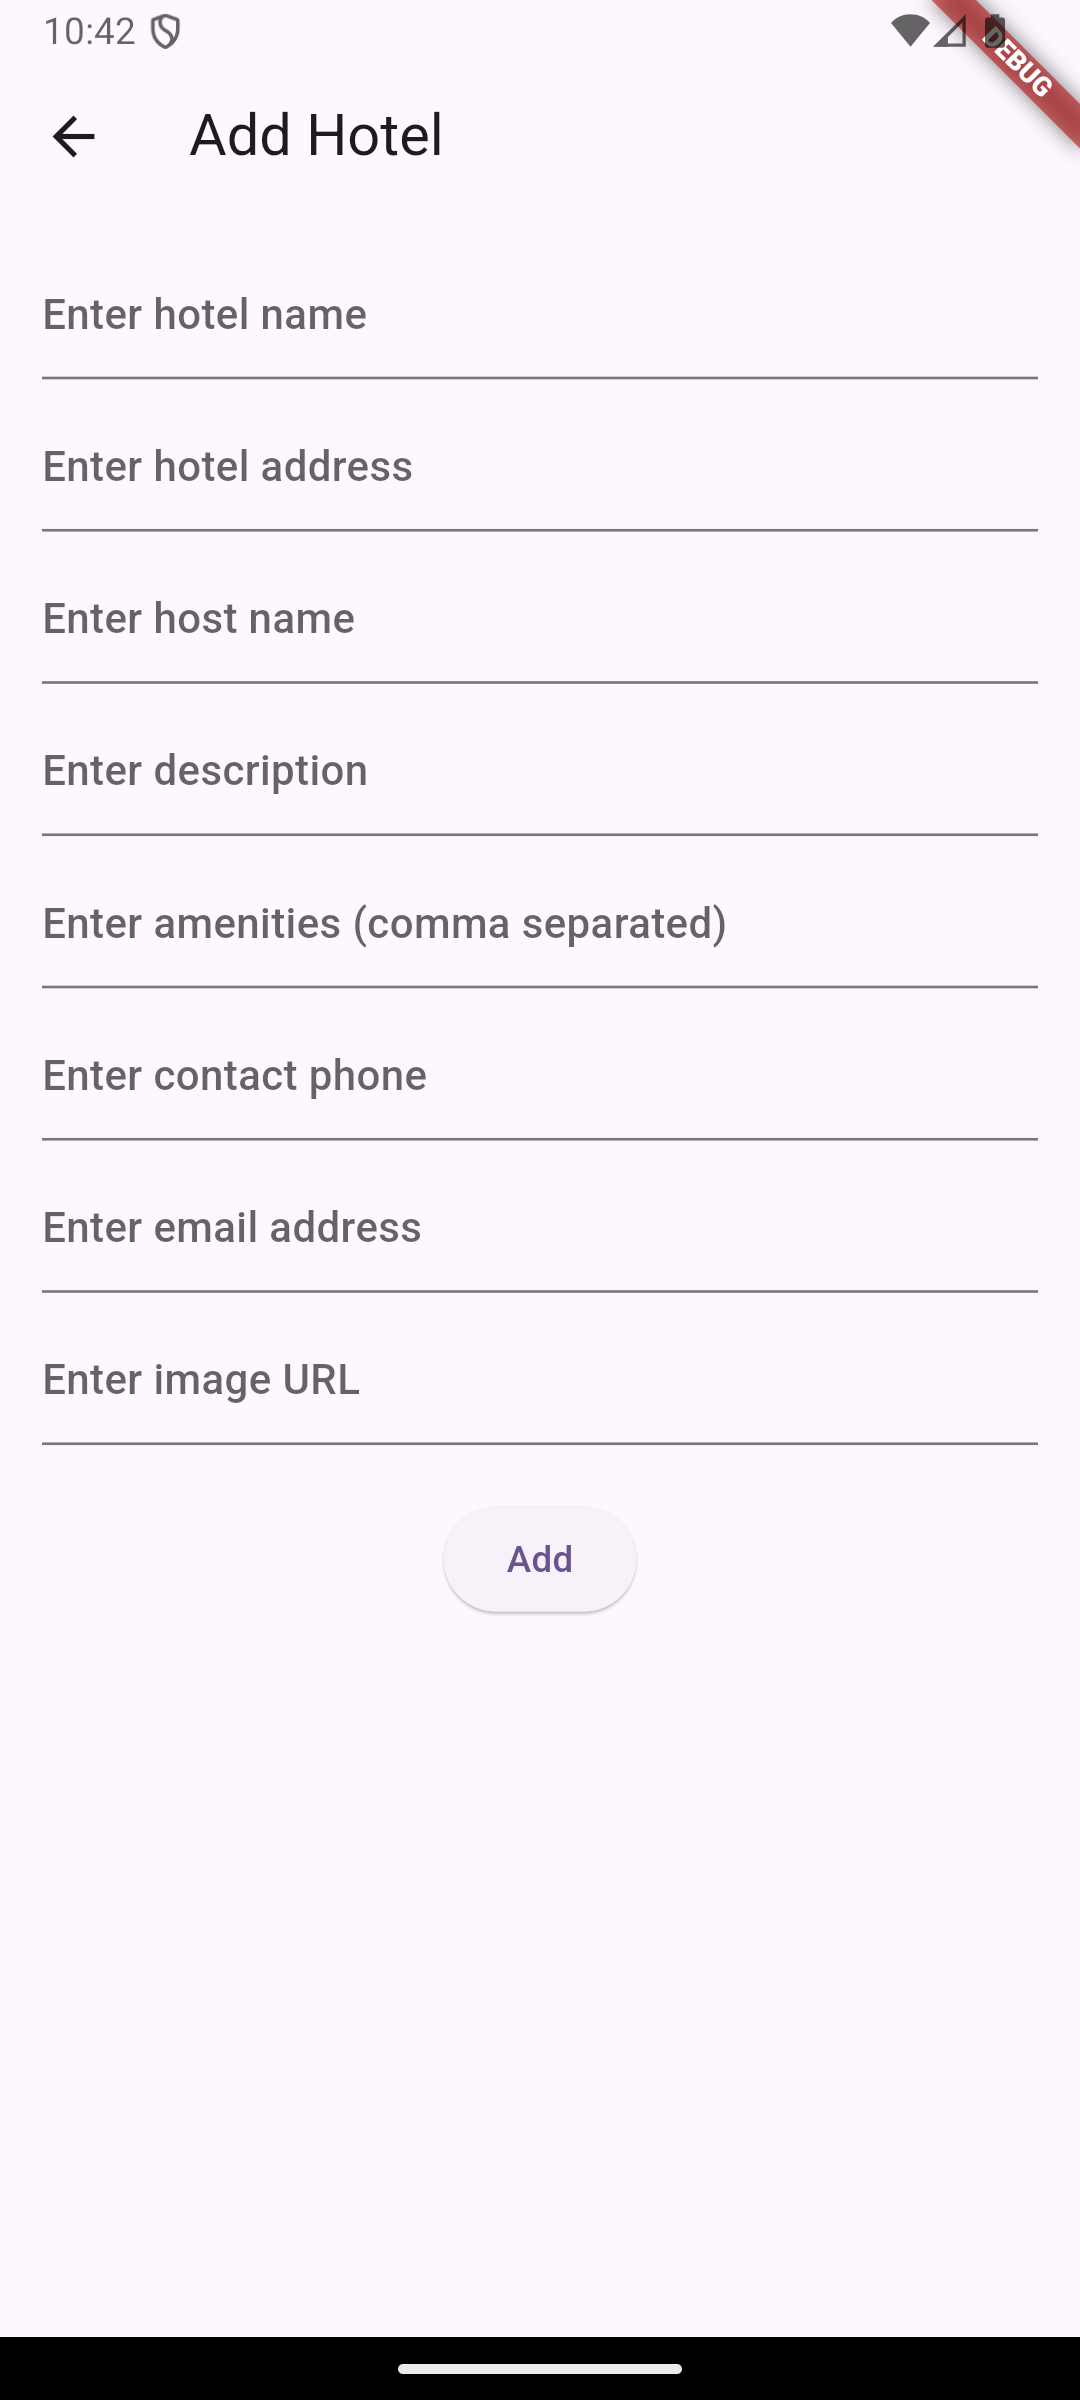 10:42
DEBUG
Add Hotel
Enter hotel name
Enter hotel address
Enter host name
Enter description
Enter amenities (comma separated)
Enter contact phone
Enter email address
Enter image URL
Add